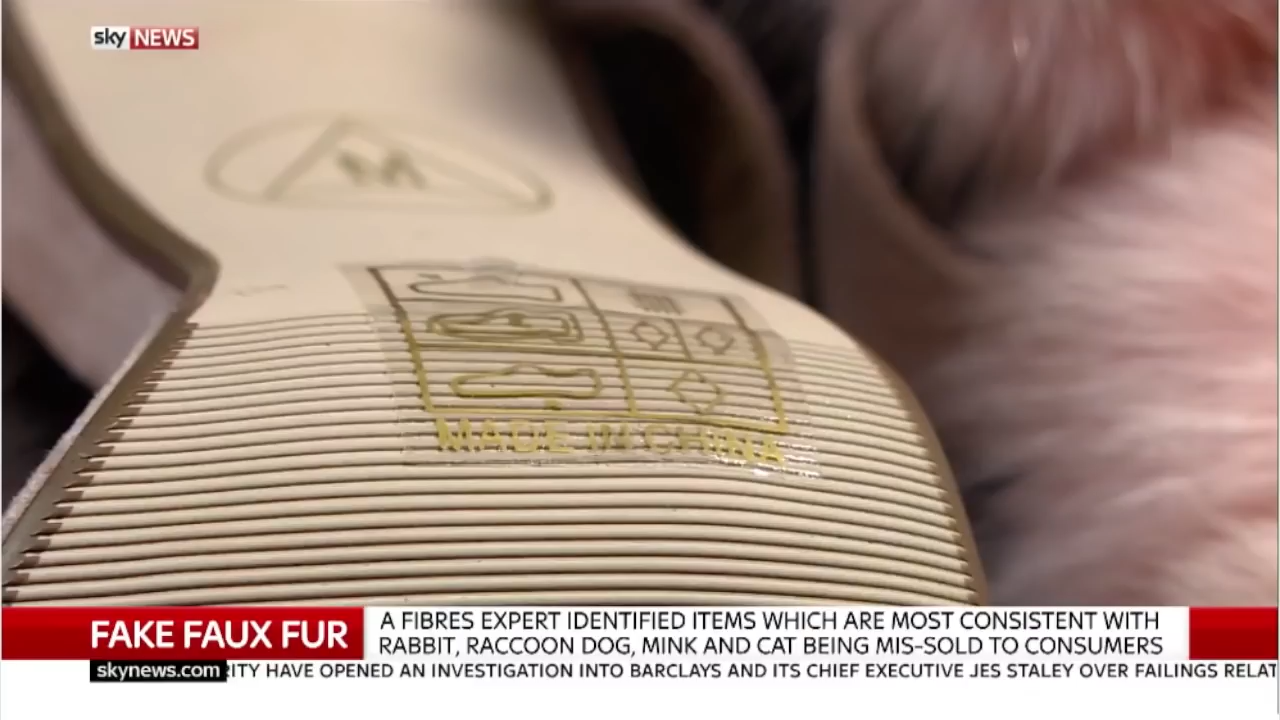 sky NEWS
M
MADE IN CHINA
FAKE FAUX FUR
A FIBRES EXPERT IDENTIFIED ITEMS WHICH ARE MOST CONSISTENT WITH
RABBIT, RACCOON DOG, MINK AND CAT BEING MIS-SOLD TO CONSUMERS
skynews.com RITY HAVE OPENED AN INVESTIGATION INTO BARCLAYS AND ITS CHIEF EXECUTIVE JES STALEY OVER FAILINGS RELAT